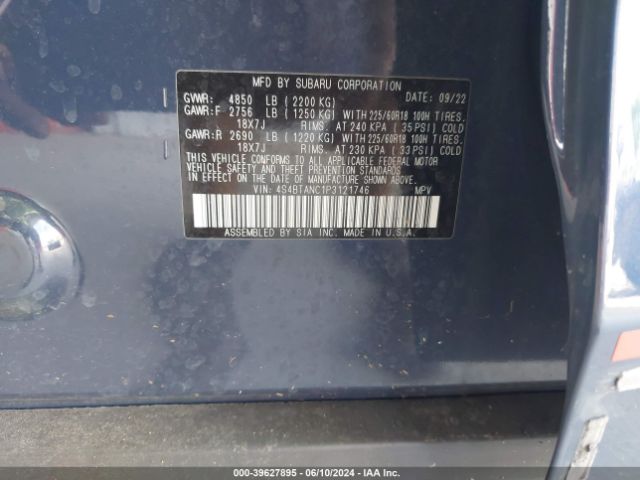 MFD BY SUBARU CORPORATION
GVWR: 4850 LB ( 2200 KG) DATE: 09/22
GAWR:F 2756 LB ( 1250 KG) WITH 225/60R18 100H TIRES.
18X7J RIMS. AT 240 KPA ( 35 PSI) COLD
GAWR:R 2690 LB ( 1220 KG) WITH 225/60R18 100H TIRES.
18X7J RIMS. AT 230 KPA ( 33 PSI) COLD
THIS VEHICLE CONFORMS TO ALL APPLICABLE FEDERAL MOTOR
VEHICLE SAFETY AND THEFT PREVENTION STANDARDS
IN EFFECT ON THE DATE OF MANUFACTURE SHOWN ABOVE.
VIN: 4S4BTANC1P3121746 MPV
ASSEMBLED BY SIA INC. MADE IN U.S.A.
000-39627895 - 06/10/2024 - IAA Inc.